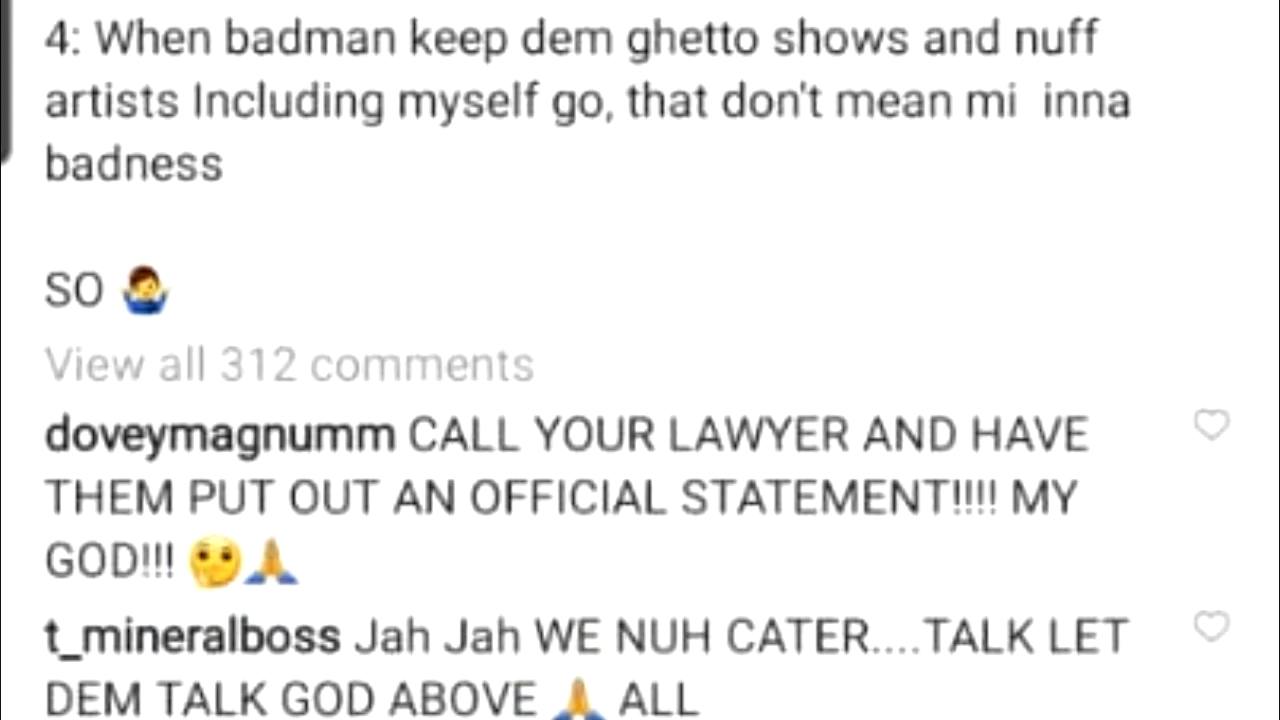 4: When badman keep dem ghetto shows and nuff
artists Including myself go, that don't mean mi  inna
badness
SO 🤷‍♂️
View all 312 comments
doveymagnumm CALL YOUR LAWYER AND HAVE
THEM PUT OUT AN OFFICIAL STATEMENT!!!! MY
GOD!!! 🤔🙏
t_mineralboss Jah Jah WE NUH CATER....TALK LET
DEM TALK GOD ABOVE 🙏 ALL